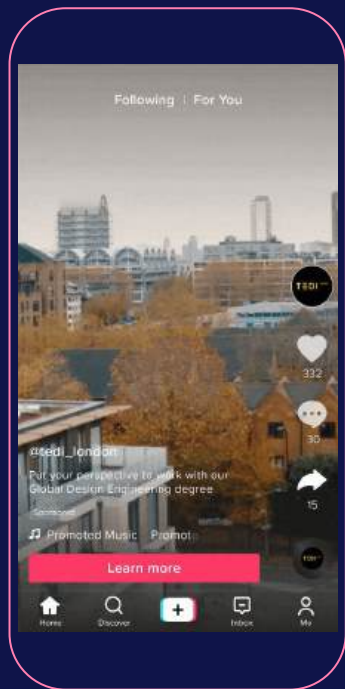 Following | For You
TEDI
332
30
@tedi_london
Put your perspective to work with our
Global Design Engineering degree
15
Sponsored
Promoted Music Promote
Learn more
Home
Discover
Inbox
Me